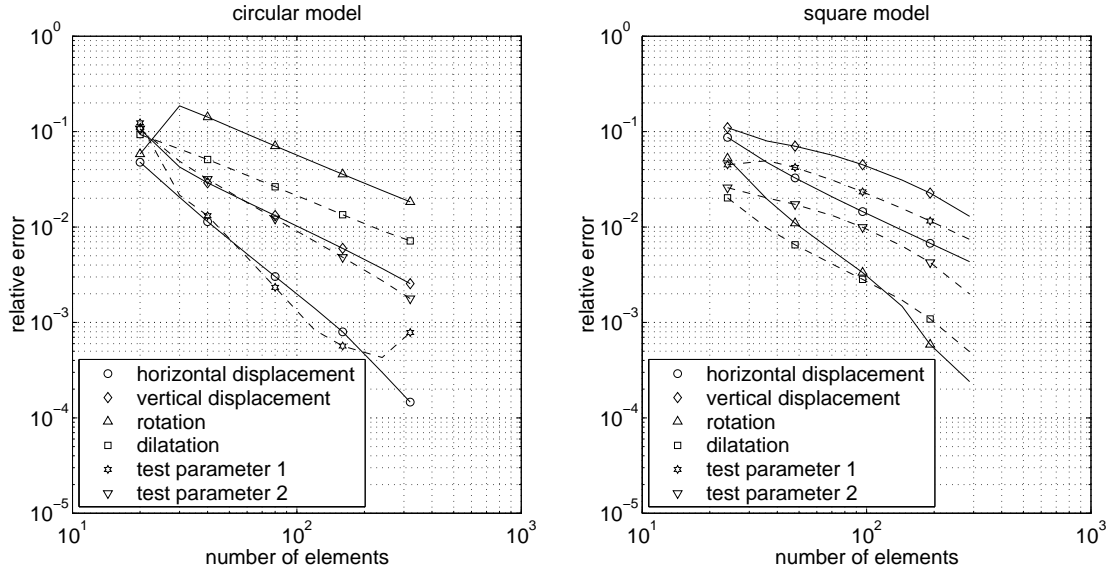 circular model
10^0
10^-1
10^-2
10^-3
10^-4
10^-5
relative error
horizontal displacement
vertical displacement
rotation
dilatation
test parameter 1
test parameter 2
10^1
10^2
10^3
number of elements
square model
10^0
10^-1
10^-2
10^-3
10^-4
10^-5
relative error
horizontal displacement
vertical displacement
rotation
dilatation
test parameter 1
test parameter 2
10^1
10^2
10^3
number of elements